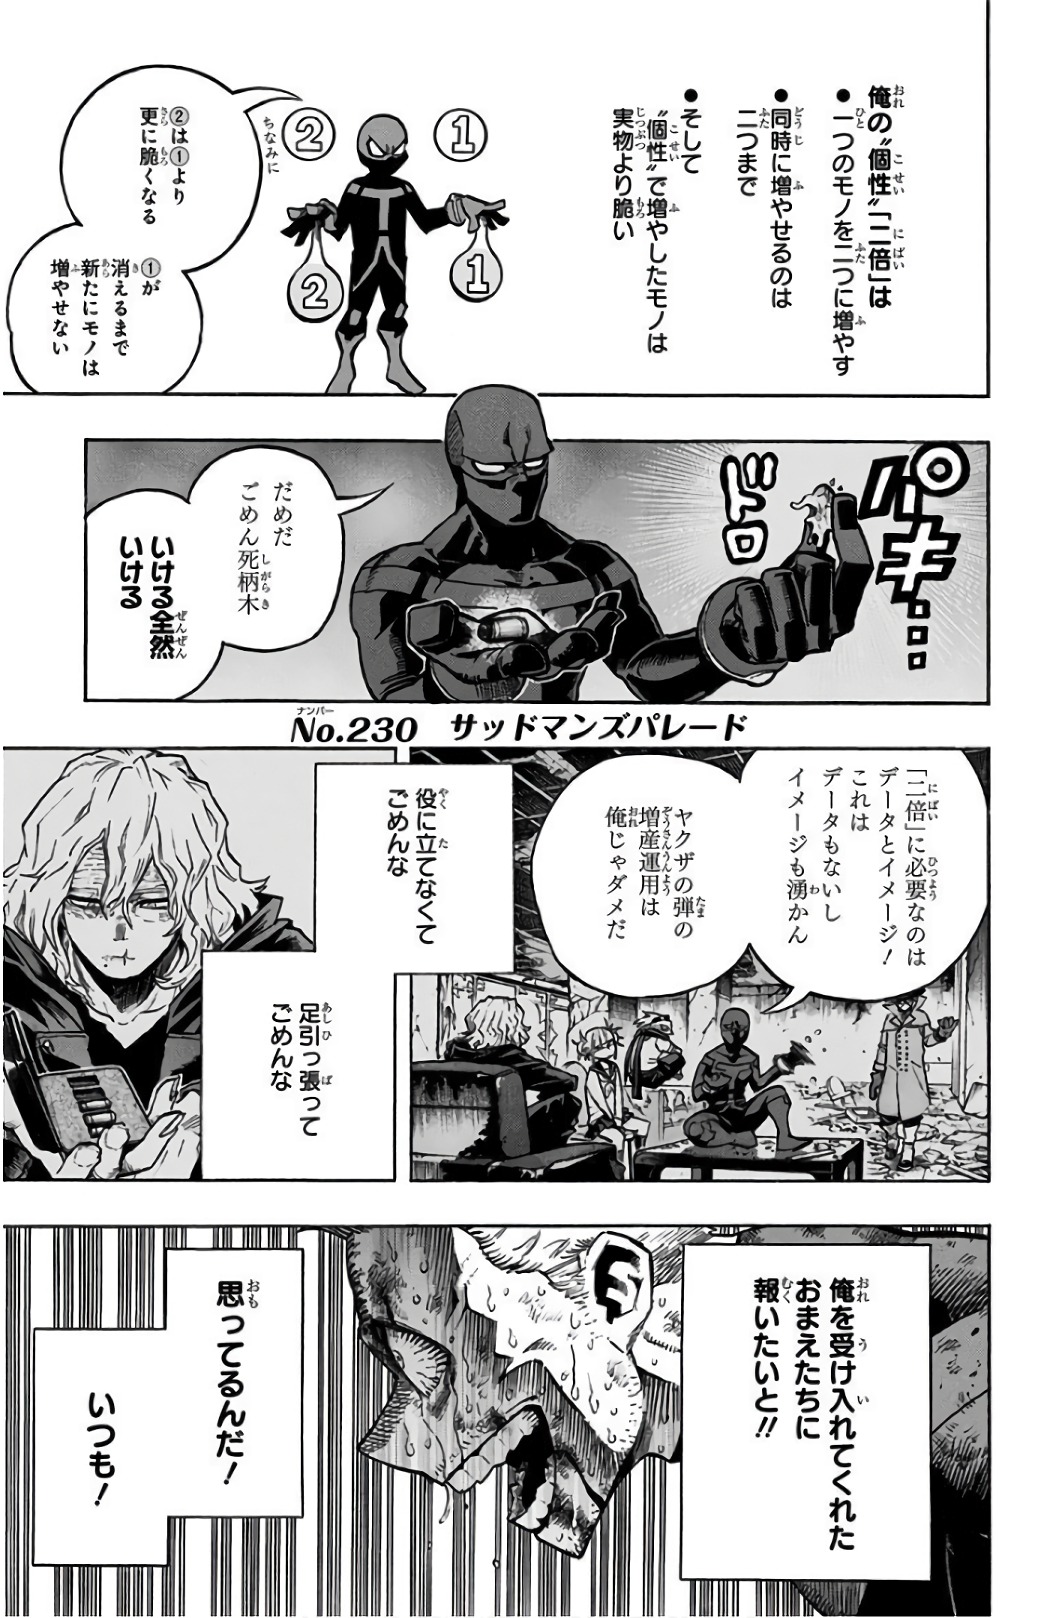 俺の“個性”「二倍」は
●一つのモノを二つに増やす
●同時に増やせるのは
二つまで
●そして
“個性”で増やしたモノは
実物より脆い
①
②
①
②
ちなみに
②は①より
更に脆くなる
①が
消えるまで
新たにモノは
増やせない
パキ…
ドロ
だめだ
ごめん死柄木
いける全然
いける
No.230 サッドマンズパレード
「二倍」に必要なのは
データとイメージ!
これは
データもないし
イメージも湧かん
ヤクザの弾の
増産運用は
俺じゃダメだ
役に立てなくて
ごめんな
足引っ張って
ごめんな
俺を受け入れてくれた
おまえたちに
報いたいと!!
思ってるんだ!
いつも!